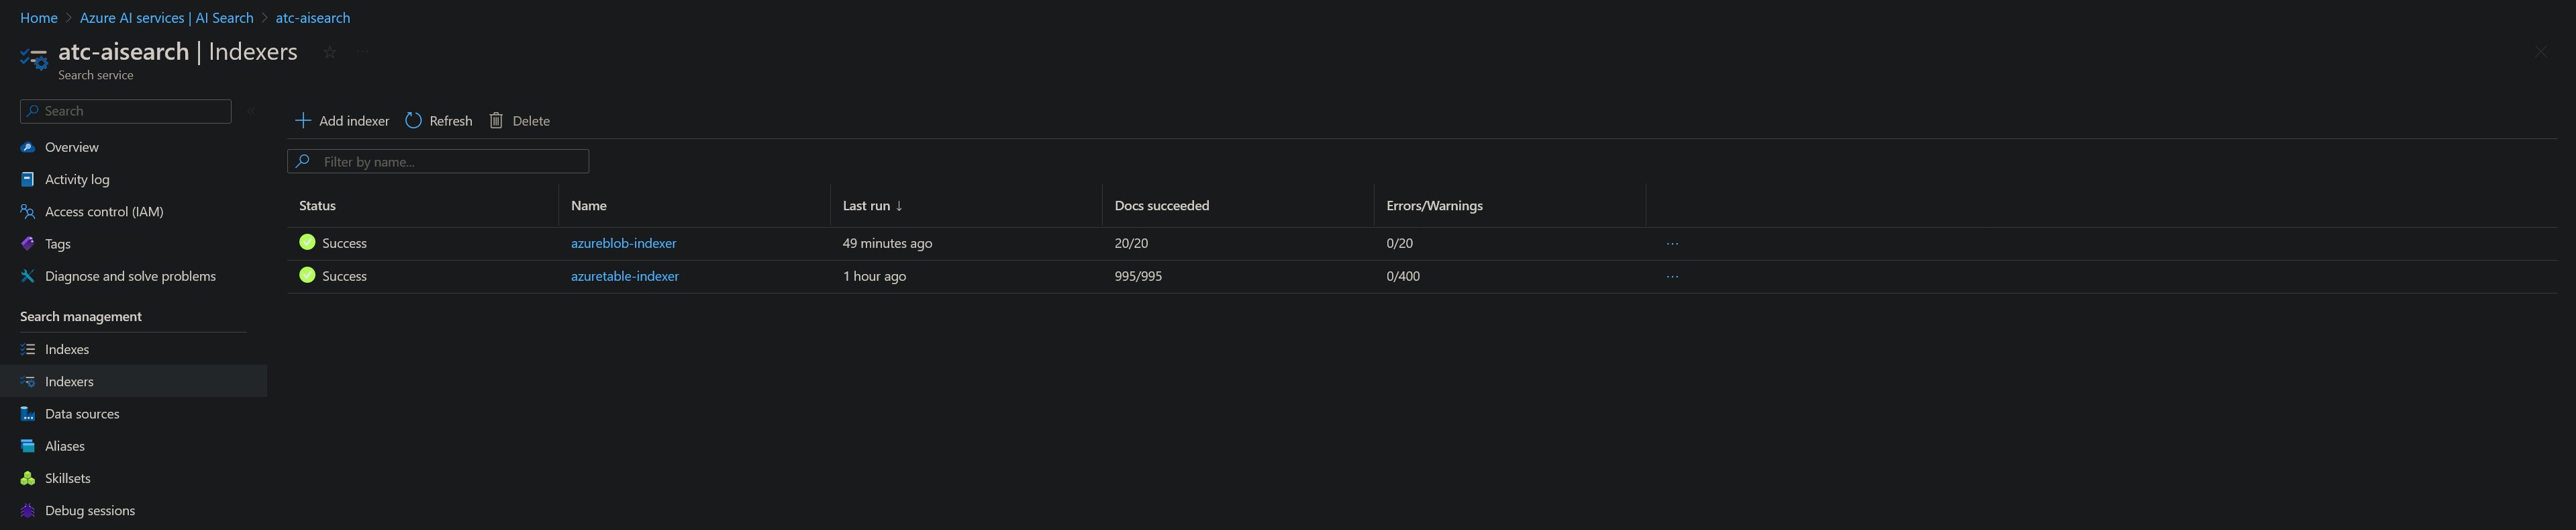 Home > Azure AI services | AI Search > atc-aisearch
atc-aisearch | Indexers
Search service
Search
Overview
Activity log
Access control (IAM)
Tags
Diagnose and solve problems
Search management
Indexes
Indexers
Data sources
Aliases
Skillsets
Debug sessions
Add indexer Refresh Delete
Filter by name...
Status Name Last run ↓ Docs succeeded Errors/Warnings
Success azureblob-indexer 49 minutes ago 20/20 0/20 ...
Success azuretable-indexer 1 hour ago 995/995 0/400 ...